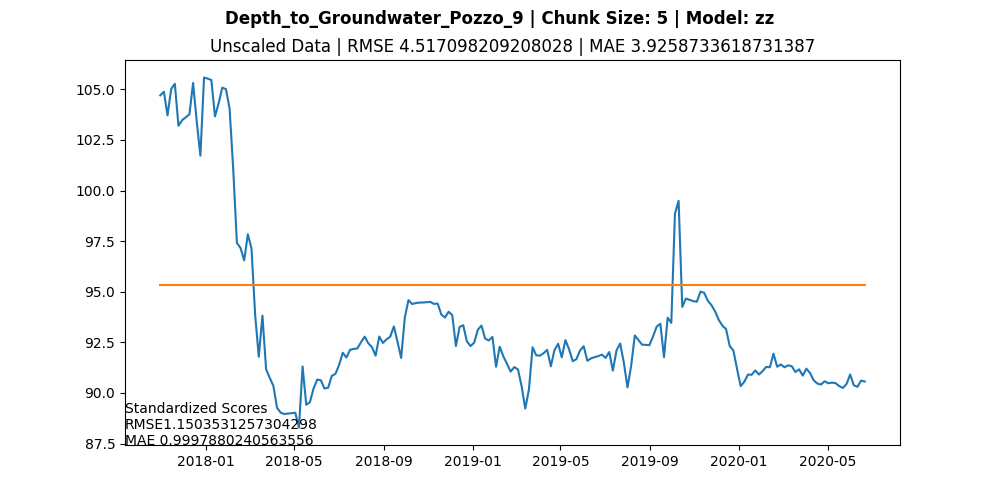 Depth_to_Groundwater_Pozzo_9 | Chunk Size: 5 | Model: zz
Unscaled Data | RMSE 4.517098209208028 | MAE 3.9258733618731387
105.0
102.5
100.0
97.5
95.0
92.5
90.0
87.5
Standardized Scores
RMSE1.1503531257304298
MAE 0.9997880240563556
2018-01 2018-05 2018-09 2019-01 2019-05 2019-09 2020-01 2020-05